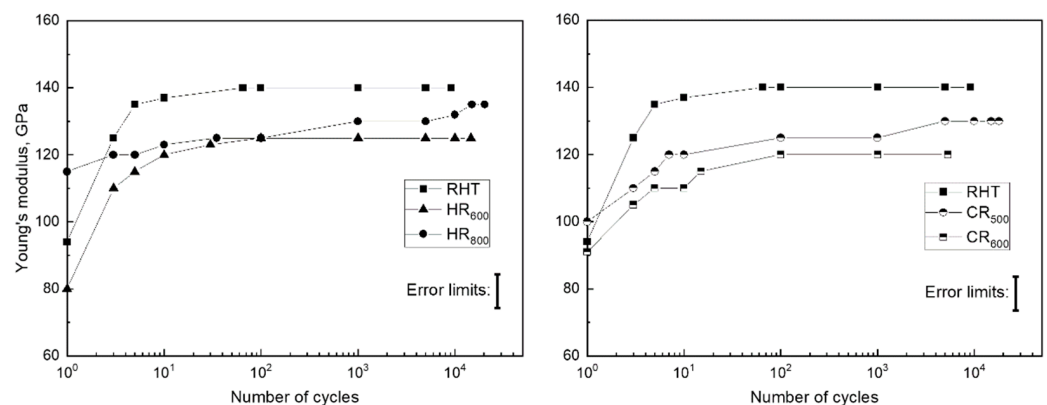 160
140
120
100
80
60
Young's modulus, GPa
RHT
HR600
HR800
Error limits:
10^0
10^1
10^2
10^3
10^4
Number of cycles
160
140
120
100
80
60
RHT
CR500
CR600
Error limits:
10^0
10^1
10^2
10^3
10^4
Number of cycles